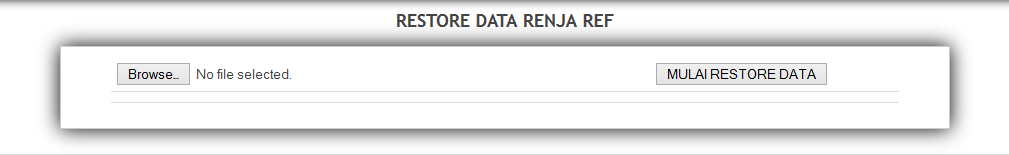 RESTORE DATA RENJA REF
Browse... No file selected. MULAI RESTORE DATA